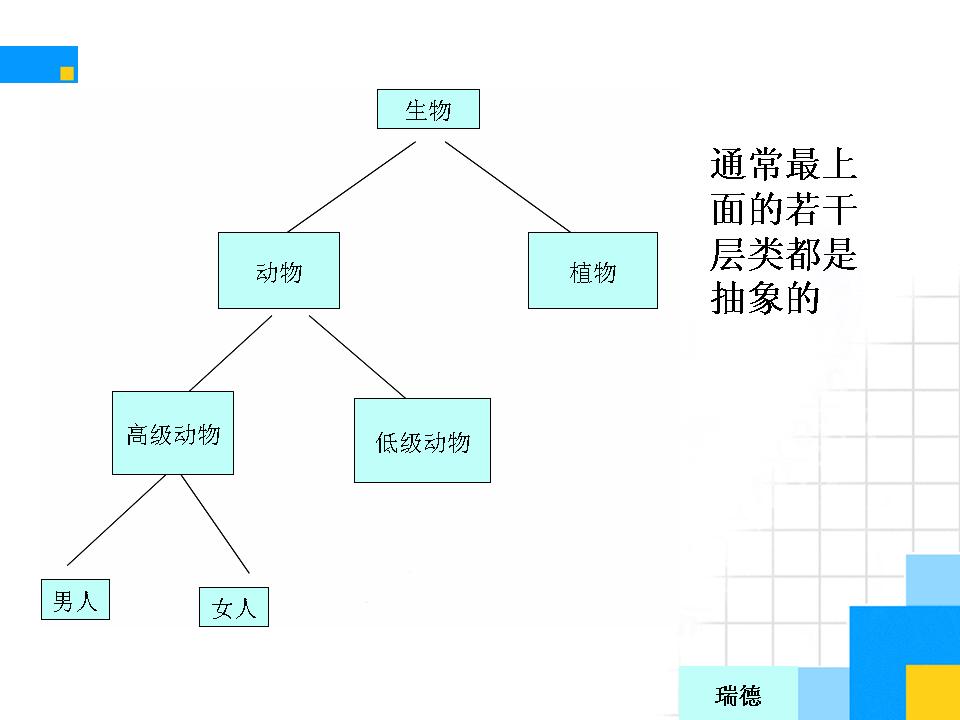 生物
通常最上
面的若干
层类都是
抽象的
动物
植物
高级动物
低级动物
男人
女人
瑞德